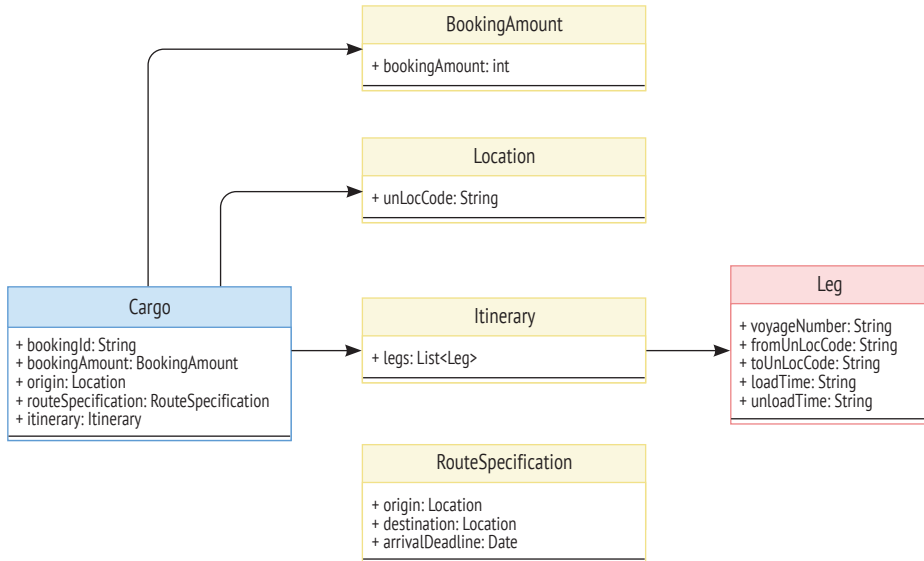 BookingAmount
+ bookingAmount: int
Location
+ unLocCode: String
Cargo
+ bookingId: String
+ bookingAmount: BookingAmount
+ origin: Location
+ routeSpecification: RouteSpecification
+ itinerary: Itinerary
Itinerary
+ legs: List<Leg>
Leg
+ voyageNumber: String
+ fromUnLocCode: String
+ toUnLocCode: String
+ loadTime: String
+ unloadTime: String
RouteSpecification
+ origin: Location
+ destination: Location
+ arrivalDeadline: Date